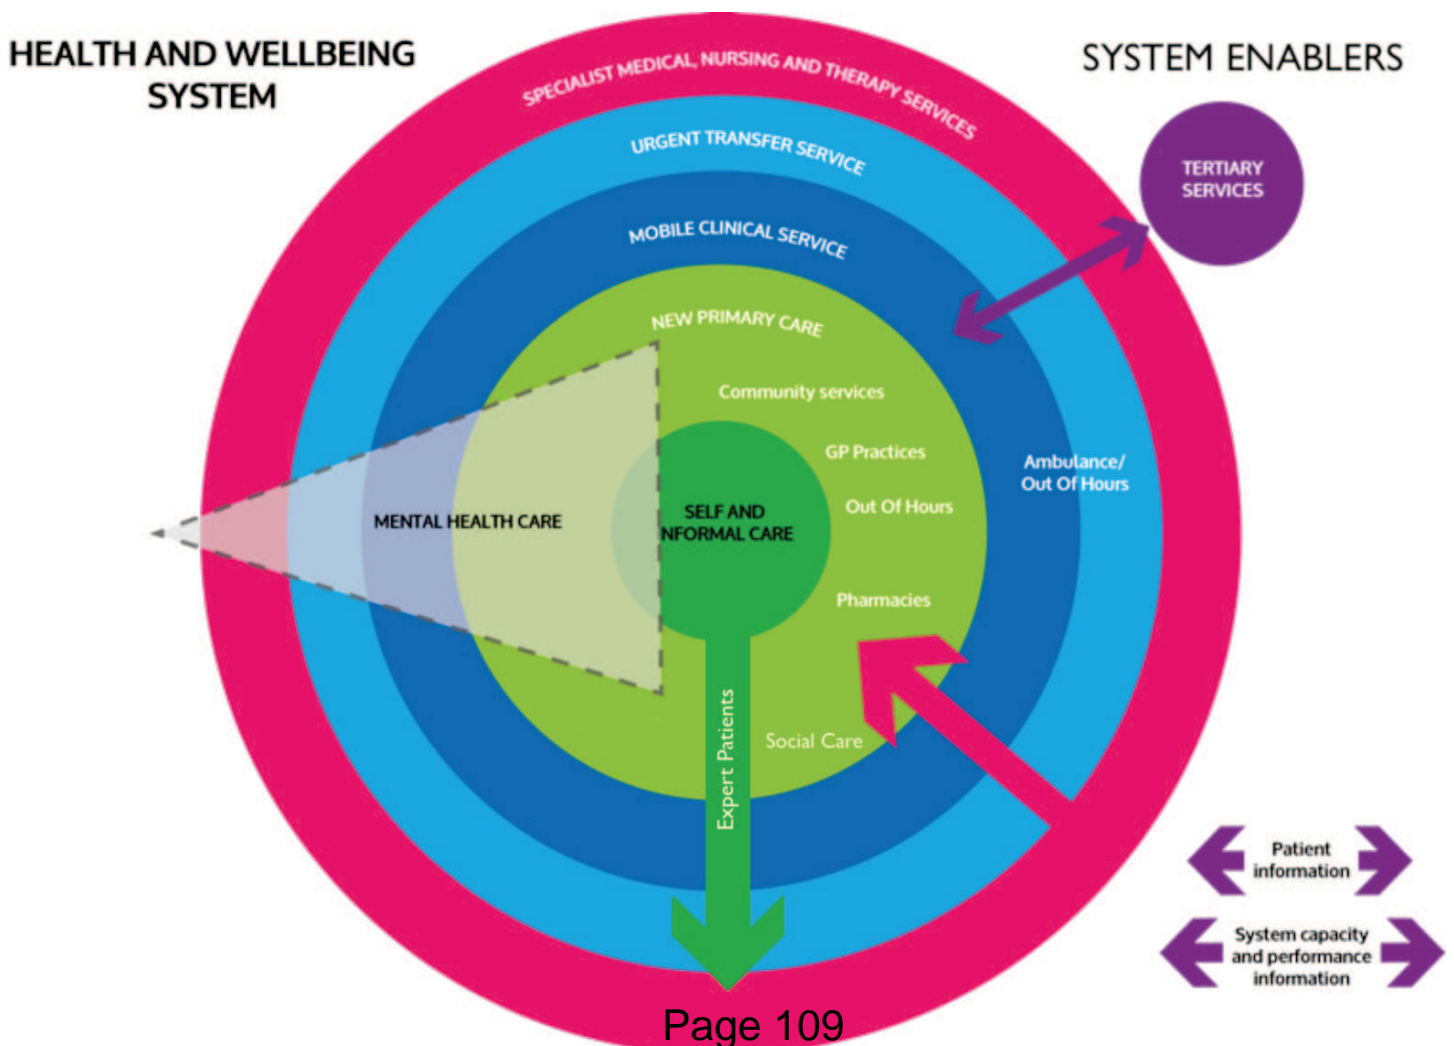 HEALTH AND WELLBEING
SYSTEM
SYSTEM ENABLERS
SPECIALIST MEDICAL, NURSING AND THERAPY SERVICES
URGENT TRANSFER SERVICE
MOBILE CLINICAL SERVICE
NEW PRIMARY CARE
TERTIARY
SERVICES
Community services
GP Practices
Out Of Hours
Ambulance/
Out Of Hours
MENTAL HEALTH CARE
SELF AND
NFORMAL CARE
Pharmacies
Social Care
Expert Patients
Patient
information
System capacity
and performance
information
Page 109